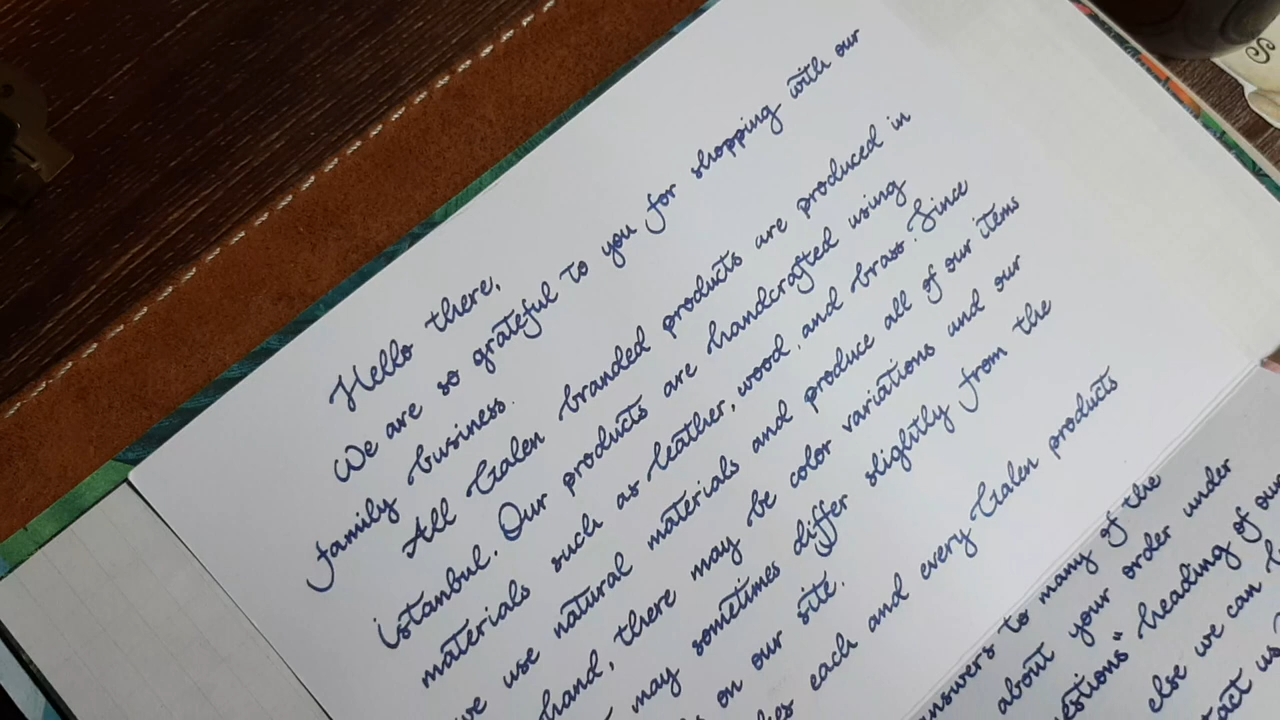 Hello there,
We are so grateful to you for shopping with our
family business.
All Galen branded products are produced in
istanbul. Our products are handcrafted using
materials such as leather, wood, and brass. Since
we use natural materials and produce all of our items
hand, there may be color variations and our
may sometimes differ slightly from the
on our site.
each and every Galen products
answers to many of the
about your order under
heading of our
else we can
us